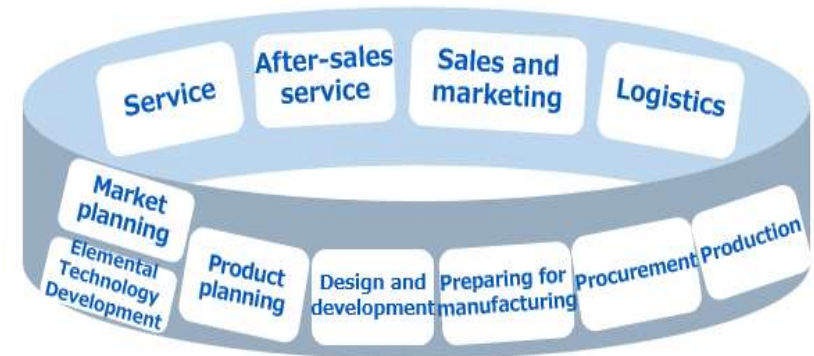 Service
After-sales
service
Sales and
marketing
Logistics
Market
planning
Elemental
Technology
Development
Product
planning
Design and
development
Preparing for
manufacturing
Procurement
Production